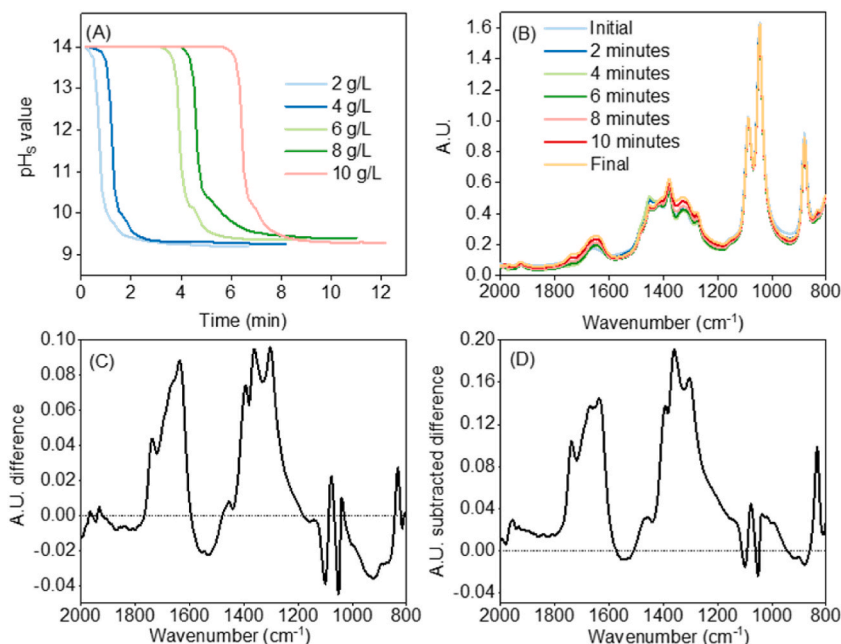 (A)
14
13
12
11
10
9
pHS value
0 2 4 6 8 10 12
Time (min)
2 g/L
4 g/L
6 g/L
8 g/L
10 g/L
(B)
1.6
1.4
1.2
1.0
0.8
0.6
0.4
0.2
0.0
A.U.
2000 1800 1600 1400 1200 1000 800
Wavenumber (cm-1)
Initial
2 minutes
4 minutes
6 minutes
8 minutes
10 minutes
Final
(C)
0.10
0.08
0.06
0.04
0.02
0.00
-0.02
-0.04
A.U. difference
2000 1800 1600 1400 1200 1000 800
Wavenumber (cm-1)
(D)
0.20
0.16
0.12
0.08
0.04
0.00
-0.04
A.U. subtracted difference
2000 1800 1600 1400 1200 1000 800
Wavenumber (cm-1)